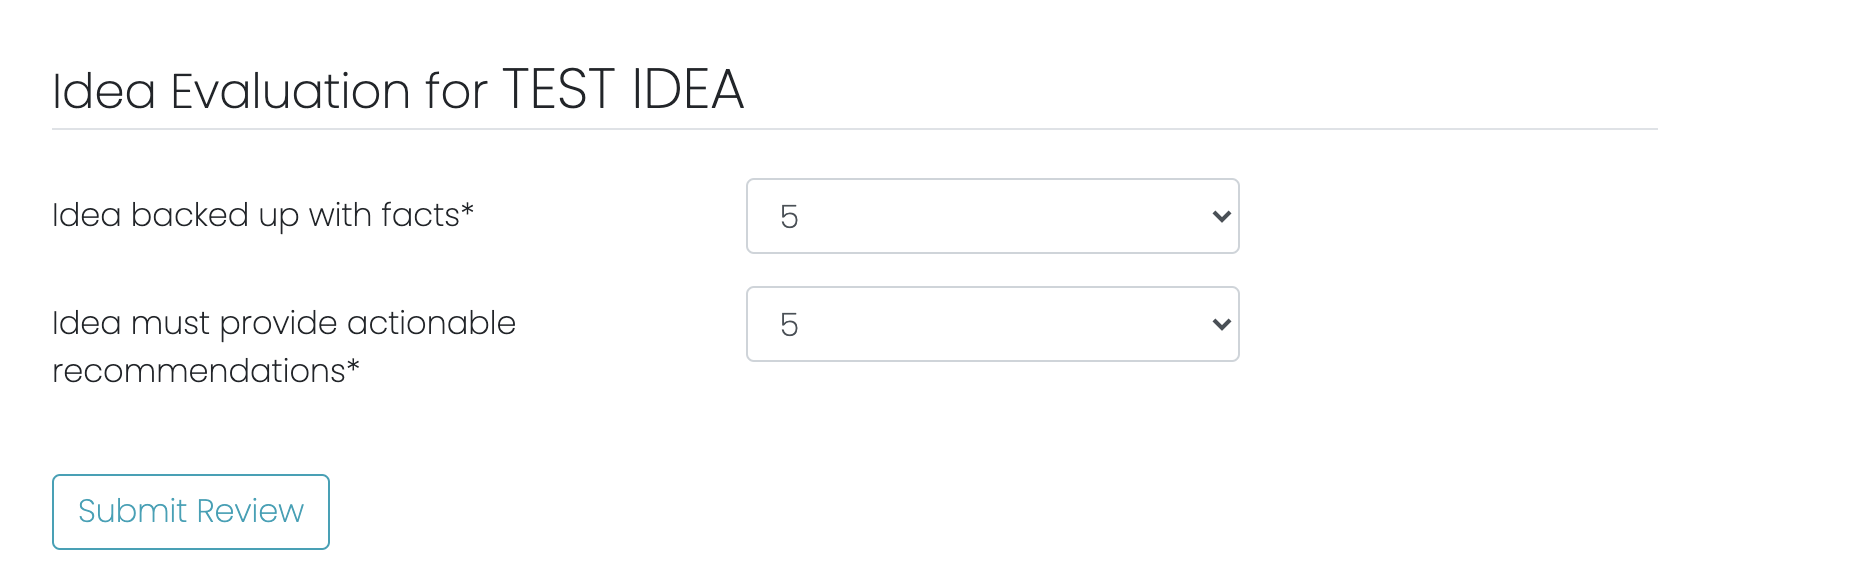 Idea Evaluation for TEST IDEA
Idea backed up with facts*
5
Idea must provide actionable
recommendations*
5
Submit Review